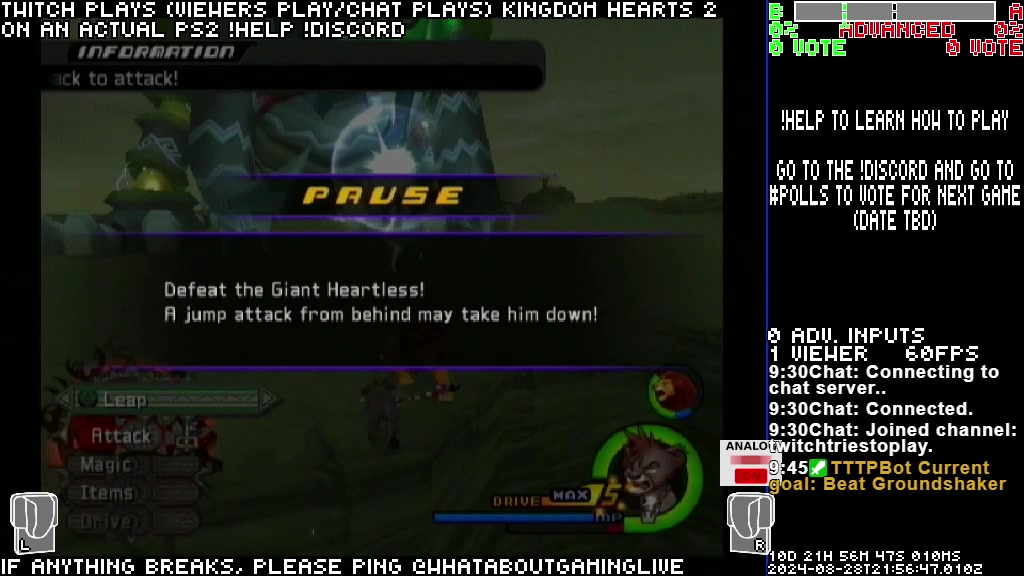 TWITCH PLAYS (VIEWERS PLAY/CHAT PLAYS) KINGDOM HEARTS 2
ON AN ACTUAL PS2 !HELP !DISCORD
INFORMATION
ack to attack!
PAUSE
Defeat the Giant Heartless!
A jump attack from behind may take him down!
Leap
Attack
Magic
Items
Drive
DRIVE MAX 5
MP
L
R
ANALOG
IF ANYTHING BREAKS, PLEASE PING @WHATABOUTGAMINGLIVE
B A
0% ADVANCED 0%
0 VOTE 0 VOTE
!HELP TO LEARN HOW TO PLAY
GO TO THE !DISCORD AND GO TO
#POLLS TO VOTE FOR NEXT GAME
(DATE TBD)
0 ADV. INPUTS
1 VIEWER 60FPS
9:30Chat: Connecting to
chat server..
9:30Chat: Connected.
9:30Chat: Joined channel:
twitchtriestoplay.
9:45 TTTPBot Current
goal: Beat Groundshaker
10D 21H 56M 47S 010MS
2024-08-28T21:56:47.010Z